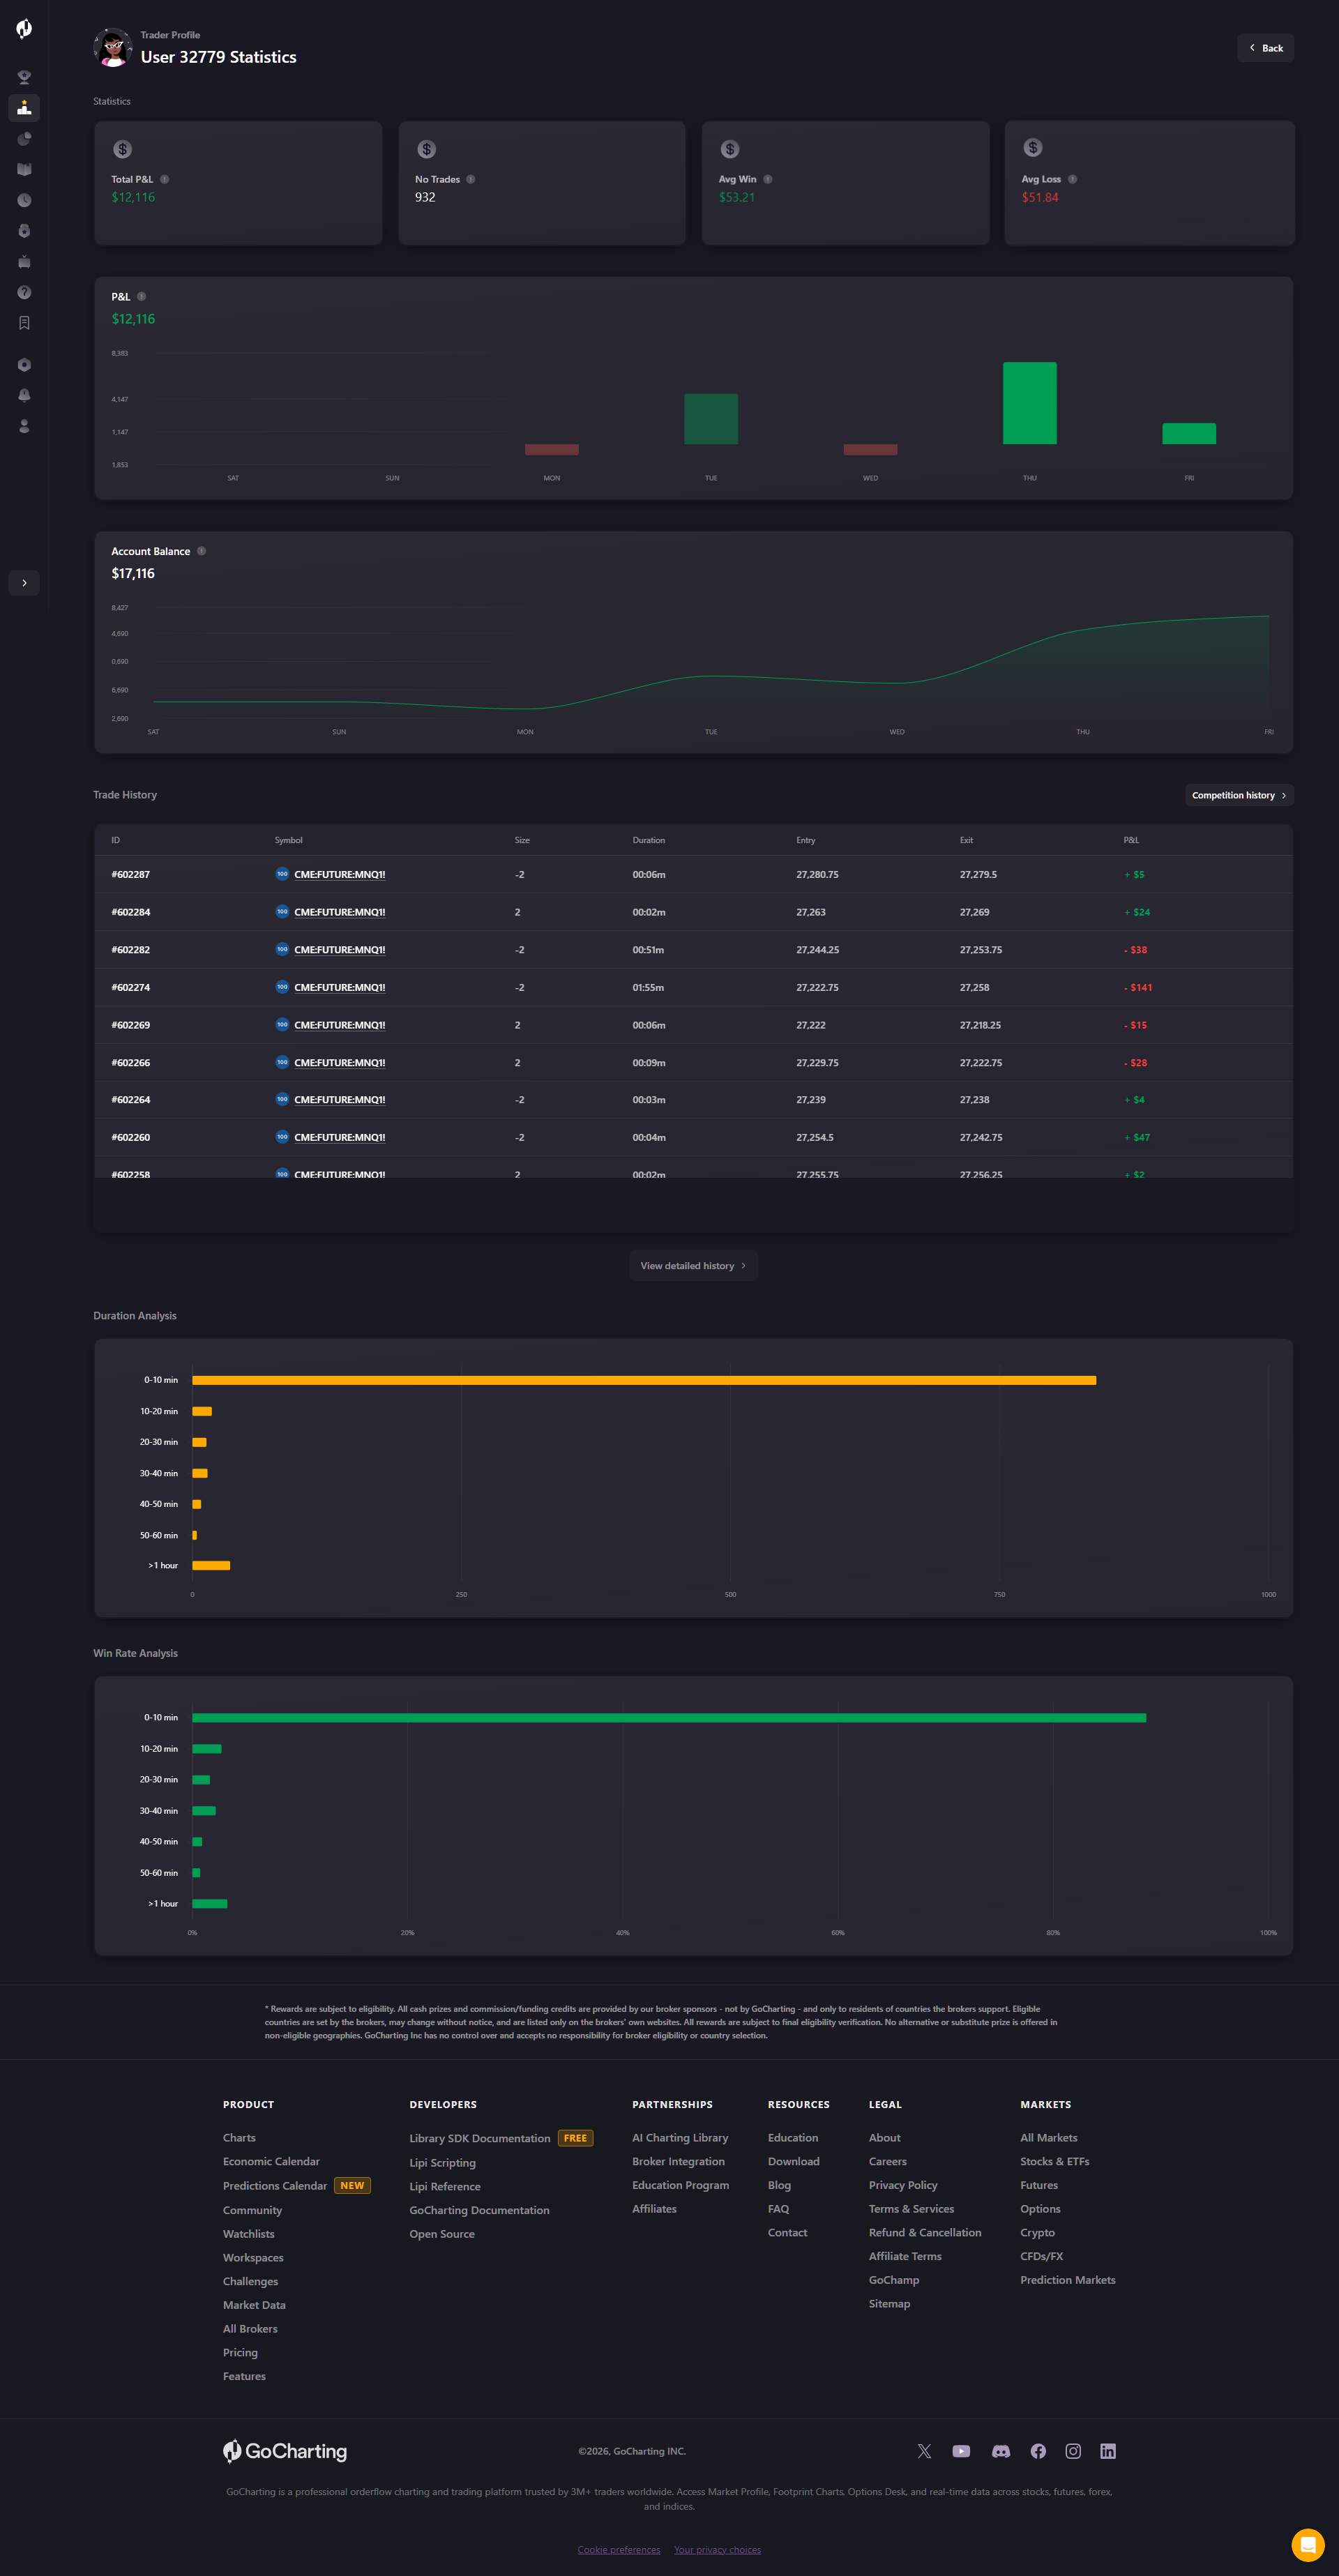 Trader Profile
User 32779 Statistics
Back
Statistics
Total P&L
$12,116
No Trades
932
Avg Win
$53.21
Avg Loss
$51.84
P&L
$12,116
8,383
4,147
1,147
1,853
SAT SUN MON TUE WED THU FRI
Account Balance
$17,116
8,427
4,690
0,690
6,690
2,690
SAT SUN MON TUE WED THU FRI
Trade History
Competition history
ID Symbol Size Duration Entry Exit P&L
#602287 100 CME:FUTURE:MNQ1! -2 00:06m 27,280.75 27,279.5 + $5
#602284 100 CME:FUTURE:MNQ1! 2 00:02m 27,263 27,269 + $24
#602282 100 CME:FUTURE:MNQ1! -2 00:51m 27,244.25 27,253.75 - $38
#602274 100 CME:FUTURE:MNQ1! -2 01:55m 27,222.75 27,258 - $141
#602269 100 CME:FUTURE:MNQ1! 2 00:06m 27,222 27,218.25 - $15
#602266 100 CME:FUTURE:MNQ1! 2 00:09m 27,229.75 27,222.75 - $28
#602264 100 CME:FUTURE:MNQ1! -2 00:03m 27,239 27,238 + $4
#602260 100 CME:FUTURE:MNQ1! -2 00:04m 27,254.5 27,242.75 + $47
#602258 100 CME:FUTURE:MNQ1! 2 00:02m 27,255.75 27,256.25 + $2
View detailed history
Duration Analysis
0-10 min
10-20 min
20-30 min
30-40 min
40-50 min
50-60 min
>1 hour
0 250 500 750 1000
Win Rate Analysis
0-10 min
10-20 min
20-30 min
30-40 min
40-50 min
50-60 min
>1 hour
0% 20% 40% 60% 80% 100%
* Rewards are subject to eligibility. All cash prizes and commission/funding credits are provided by our broker sponsors - not by GoCharting - and only to residents of countries the brokers support. Eligible
countries are set by the brokers, may change without notice, and are listed only on the brokers' own websites. All rewards are subject to final eligibility verification. No alternative or substitute prize is offered in
non-eligible geographies. GoCharting Inc has no control over and accepts no responsibility for broker eligibility or country selection.
PRODUCT
Charts
Economic Calendar
Predictions Calendar NEW
Community
Watchlists
Workspaces
Challenges
Market Data
All Brokers
Pricing
Features
DEVELOPERS
Library SDK Documentation FREE
Lipi Scripting
Lipi Reference
GoCharting Documentation
Open Source
PARTNERSHIPS
AI Charting Library
Broker Integration
Education Program
Affiliates
RESOURCES
Education
Download
Blog
FAQ
Contact
LEGAL
About
Careers
Privacy Policy
Terms & Services
Refund & Cancellation
Affiliate Terms
GoChamp
Sitemap
MARKETS
All Markets
Stocks & ETFs
Futures
Options
Crypto
CFDs/FX
Prediction Markets
GoCharting
©2026, GoCharting INC.
GoCharting is a professional orderflow charting and trading platform trusted by 3M+ traders worldwide. Access Market Profile, Footprint Charts, Options Desk, and real-time data across stocks, futures, forex,
and indices.
Cookie preferences Your privacy choices